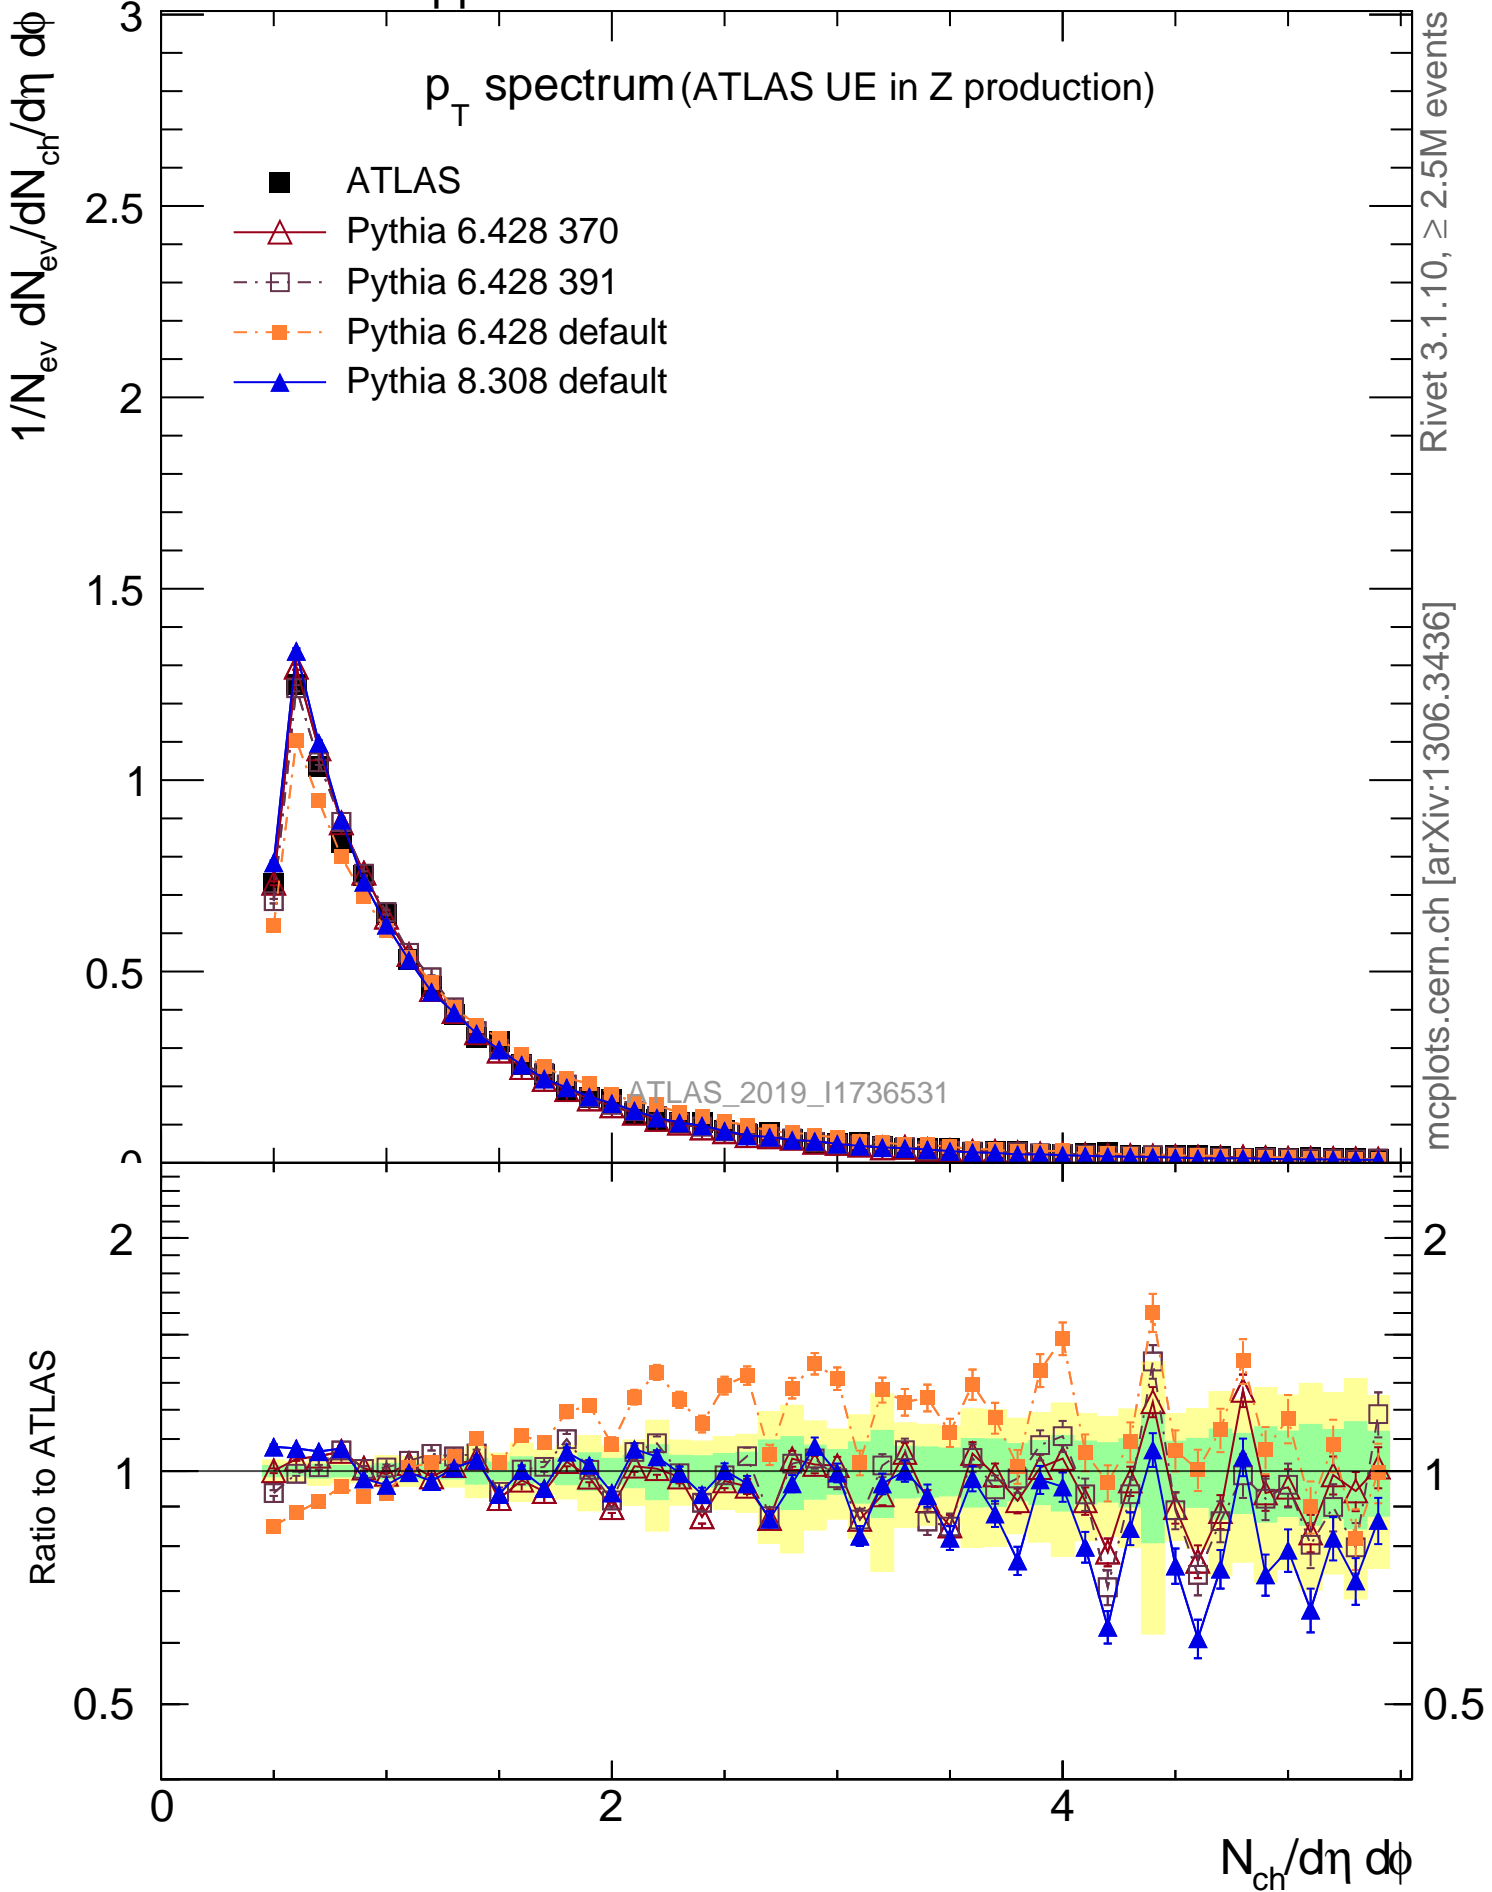 3
p_T spectrum (ATLAS UE in Z production)
1/N_ev dN_ev/dN_ch/dη dϕ
ATLAS
Pythia 6.428 370
Pythia 6.428 391
Pythia 6.428 default
Pythia 8.308 default
2.5
2
1.5
1
0.5
0
ATLAS_2019_I1736531
Rivet 3.1.10, ≥ 2.5M events
mcplots.cern.ch [arXiv:1306.3436]
Ratio to ATLAS
2
1
0.5
2
1
0.5
0
2
4
N_ch/dη dϕ